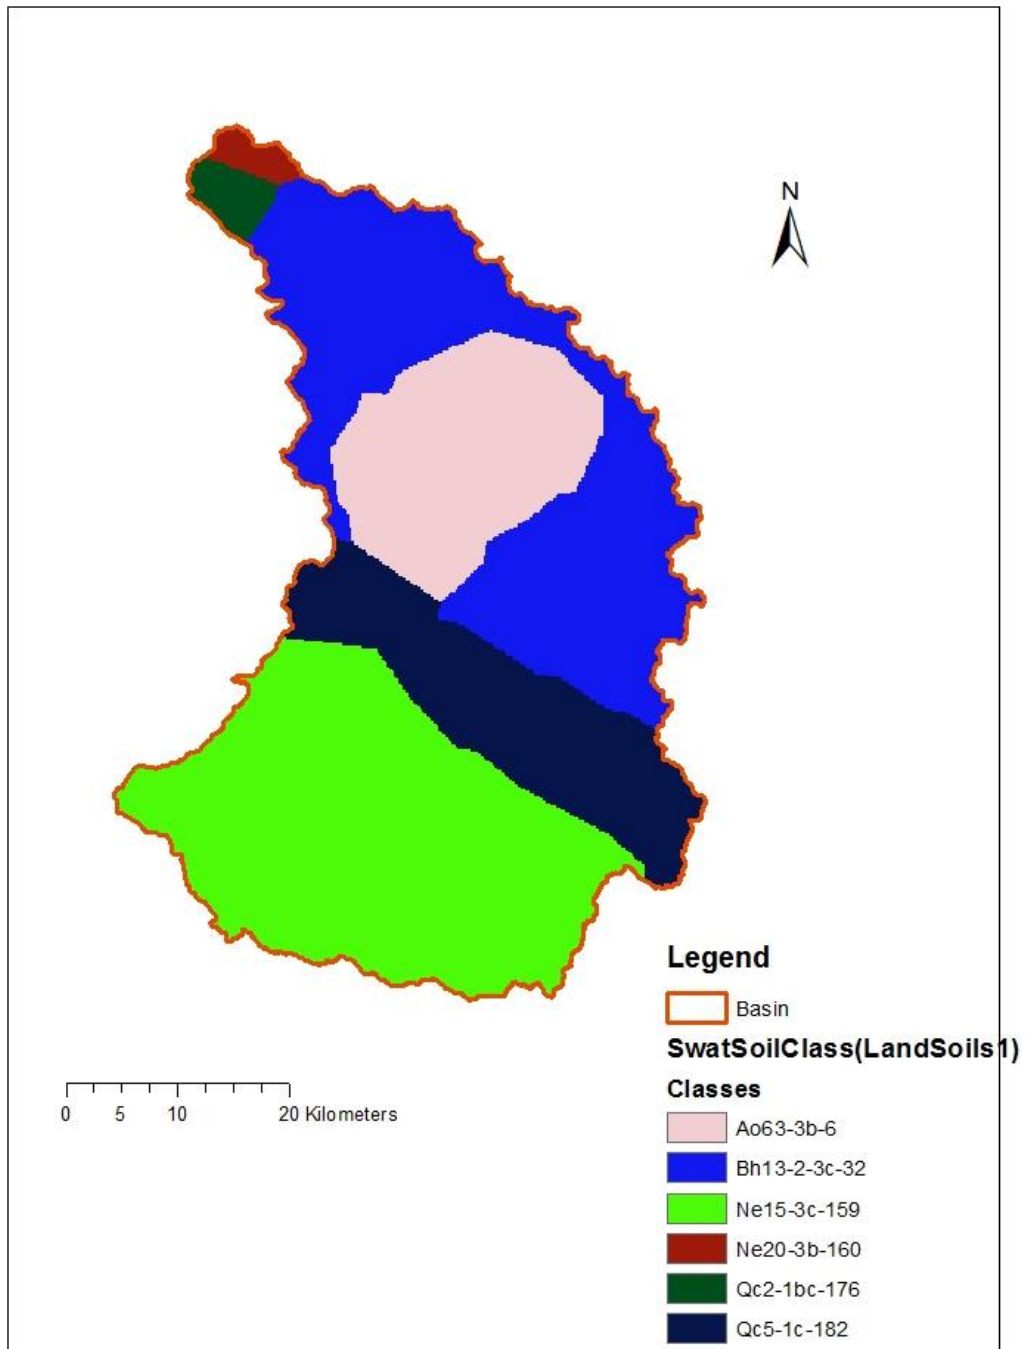 N
Legend
Basin
SwatSoilClass(LandSoils1)
Classes
Ao63-3b-6
Bh13-2-3c-32
Ne15-3c-159
Ne20-3b-160
Qc2-1bc-176
Qc5-1c-182
0 5 10 20 Kilometers